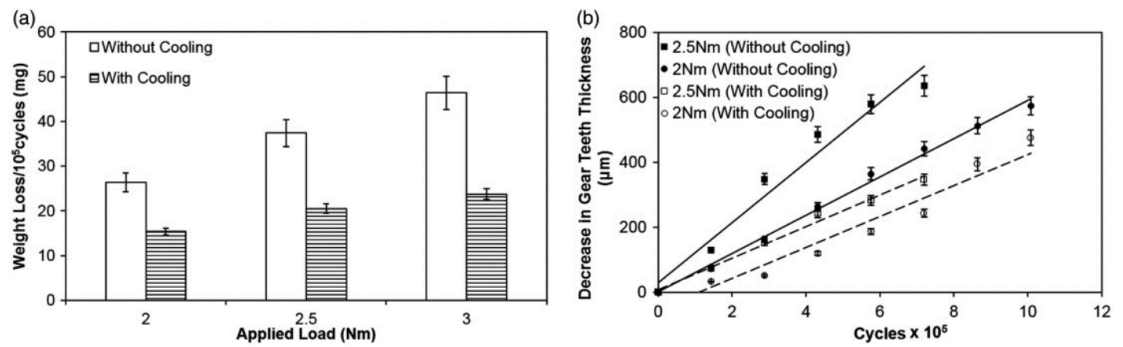 (a)
60
50
40
30
20
10
0
Weight Loss/10⁵cycles (mg)
Without Cooling
With Cooling
2 2.5 3
Applied Load (Nm)
(b)
800
600
400
200
0
Decrease In Gear Teeth Thickness
(µm)
2.5Nm (Without Cooling)
2Nm (Without Cooling)
2.5Nm (With Cooling)
2Nm (With Cooling)
0 2 4 6 8 10 12
Cycles x 10⁵